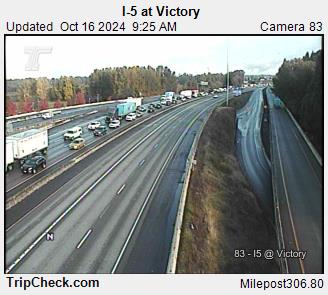 I-5 at Victory
Updated  Oct 16 2024  9:25 AM
Camera 83
Tr
N
83 - I5 @ Victory
TripCheck.com
Milepost306.80